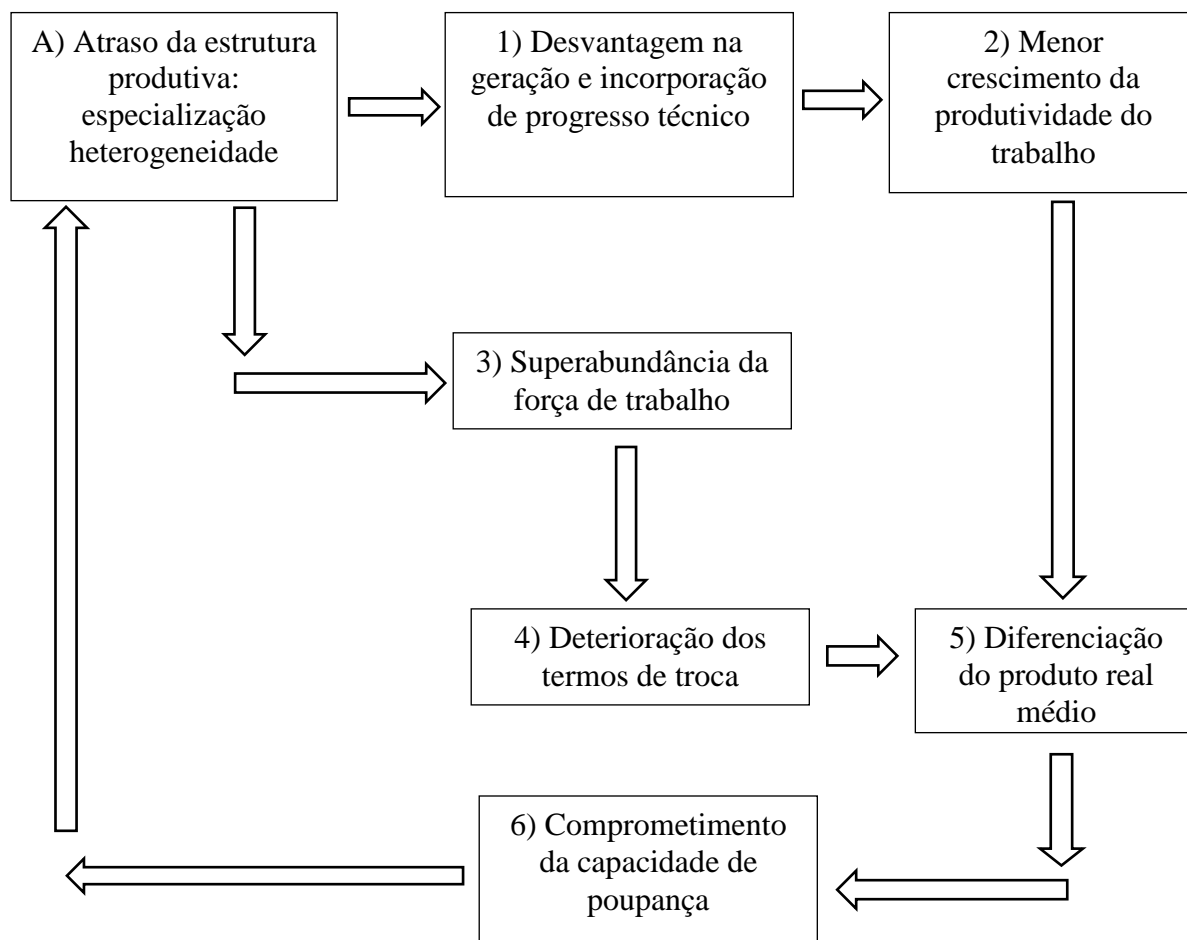 A) Atraso da estrutura
produtiva:
especialização
heterogeneidade
1) Desvantagem na
geração e incorporação
de progresso técnico
2) Menor
crescimento da
produtividade do
trabalho
3) Superabundância da
força de trabalho
4) Deterioração dos
termos de troca
5) Diferenciação
do produto real
médio
6) Comprometimento
da capacidade de
poupança